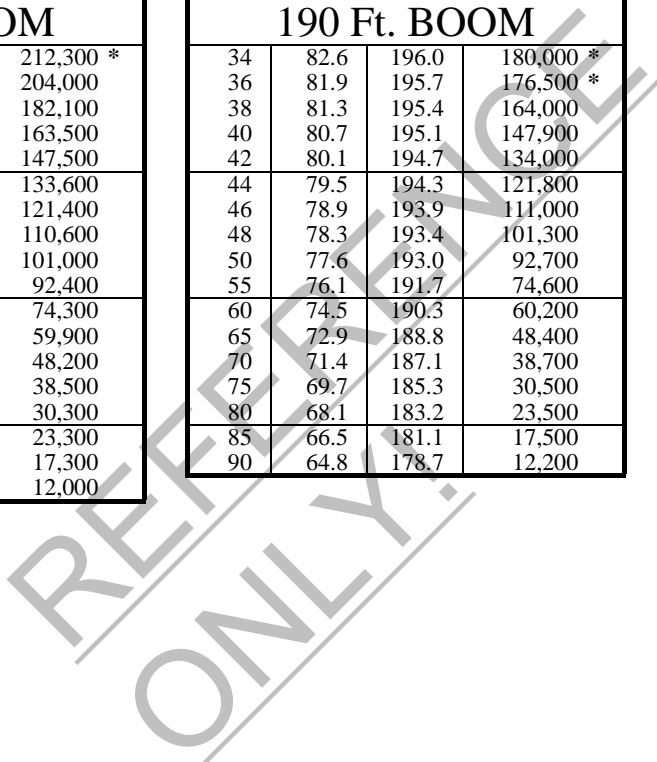 OM
212,300 *
204,000
182,100
163,500
147,500
133,600
121,400
110,600
101,000
92,400
74,300
59,900
48,200
38,500
30,300
23,300
17,300
12,000
190 Ft. BOOM
34 82.6 196.0 180,000 *
36 81.9 195.7 176,500 *
38 81.3 195.4 164,000
40 80.7 195.1 147,900
42 80.1 194.7 134,000
44 79.5 194.3 121,800
46 78.9 193.9 111,000
48 78.3 193.4 101,300
50 77.6 193.0 92,700
55 76.1 191.7 74,600
60 74.5 190.3 60,200
65 72.9 188.8 48,400
70 71.4 187.1 38,700
75 69.7 185.3 30,500
80 68.1 183.2 23,500
85 66.5 181.1 17,500
90 64.8 178.7 12,200
REFERENCE
ONLY!